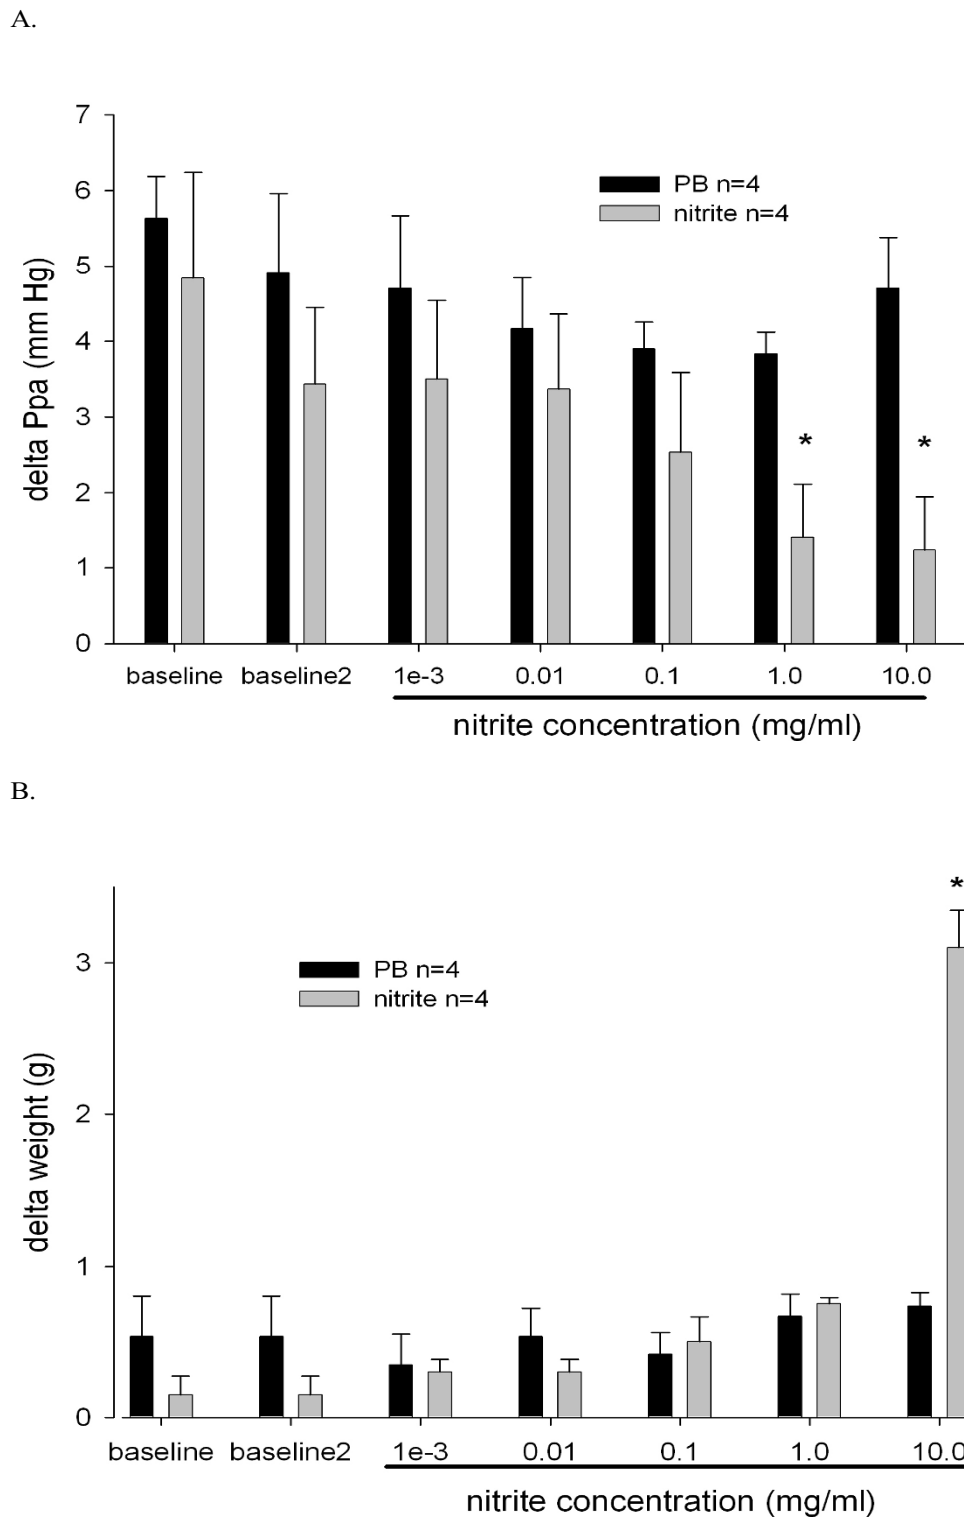 A.
7
6
5
4
3
2
1
0
delta Ppa (mm Hg)
PB n=4
nitrite n=4
*
*
baseline baseline2 1e-3 0.01 0.1 1.0 10.0
nitrite concentration (mg/ml)
B.
*
3
2
1
0
delta weight (g)
PB n=4
nitrite n=4
baseline baseline2 1e-3 0.01 0.1 1.0 10.0
nitrite concentration (mg/ml)